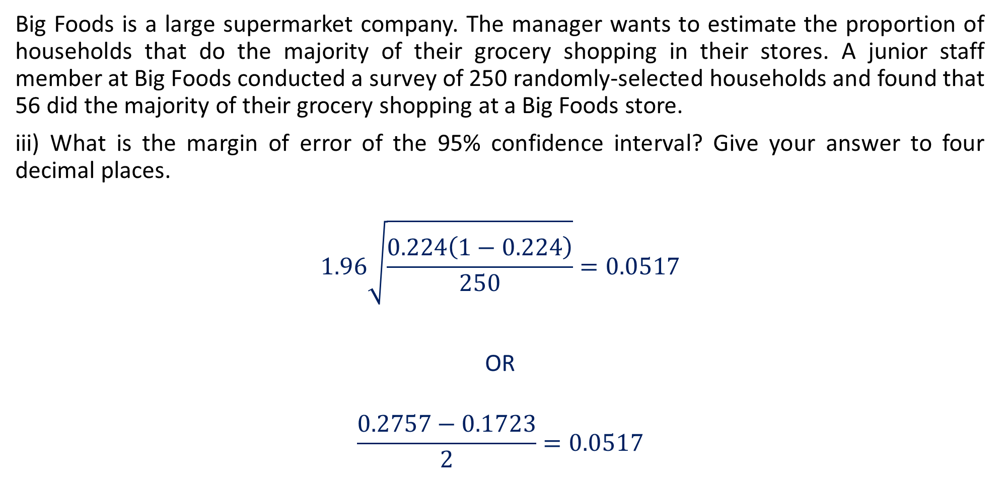 Big Foods is a large supermarket company. The manager wants to estimate the proportion of
households that do the majority of their grocery shopping in their stores. A junior staff
member at Big Foods conducted a survey of 250 randomly-selected households and found that
56 did the majority of their grocery shopping at a Big Foods store.
iii) What is the margin of error of the 95% confidence interval? Give your answer to four
decimal places.
1.96 √(0.224(1 − 0.224) / 250) = 0.0517
OR
(0.2757 − 0.1723) / 2 = 0.0517